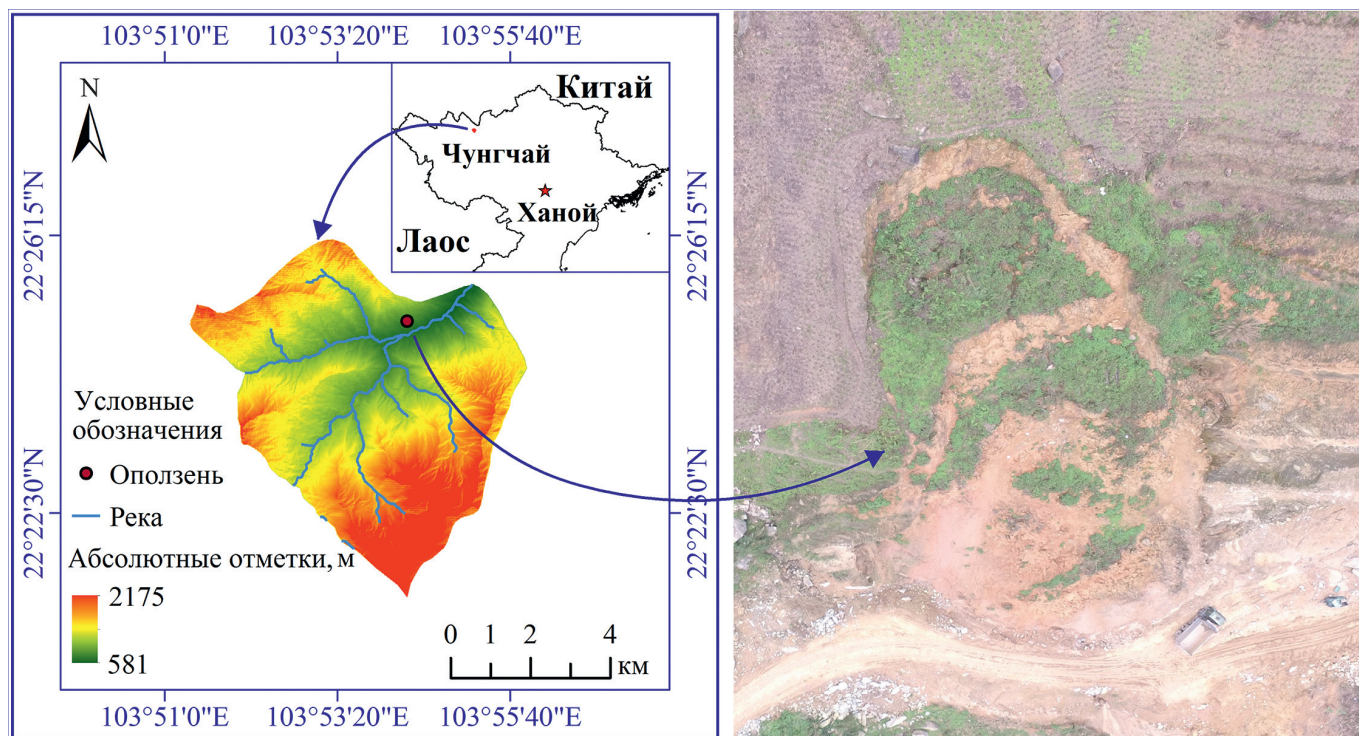 103°51'0"E 103°53'20"E 103°55'40"E
N
Китай
Чунгчай
Ханой
Лаос
22°26'15"N
22°26'15"N
Условные
обозначения
Оползень
Река
22°22'30"N
22°22'30"N
Абсолютные отметки, м
2175
581
0 1 2 4
км
103°51'0"E 103°53'20"E 103°55'40"E